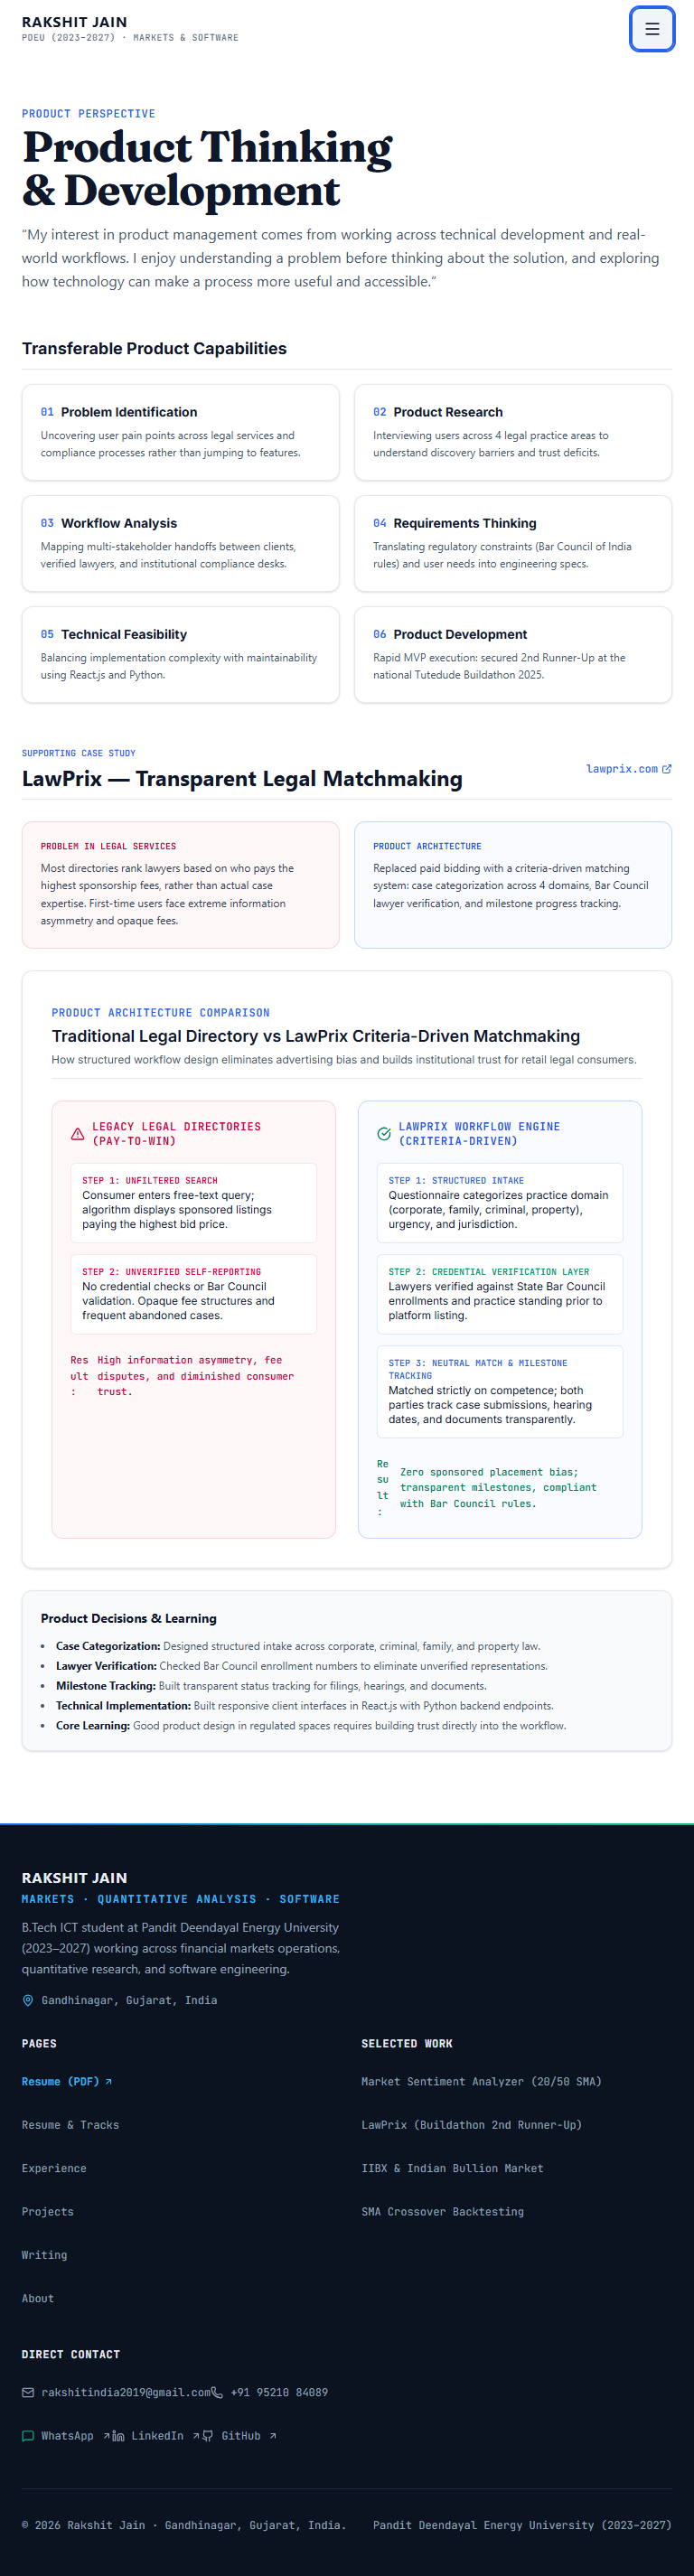 RAKSHIT JAIN
PDEU (2023–2027) · MARKETS & SOFTWARE
PRODUCT PERSPECTIVE
Product Thinking
& Development
“My interest in product management comes from working across technical development and real-
world workflows. I enjoy understanding a problem before thinking about the solution, and exploring
how technology can make a process more useful and accessible.”
Transferable Product Capabilities
01 Problem Identification
Uncovering user pain points across legal services and
compliance processes rather than jumping to features.
02 Product Research
Interviewing users across 4 legal practice areas to
understand discovery barriers and trust deficits.
03 Workflow Analysis
Mapping multi-stakeholder handoffs between clients,
verified lawyers, and institutional compliance desks.
04 Requirements Thinking
Translating regulatory constraints (Bar Council of India
rules) and user needs into engineering specs.
05 Technical Feasibility
Balancing implementation complexity with maintainability
using React.js and Python.
06 Product Development
Rapid MVP execution: secured 2nd Runner-Up at the
national Tutedude Buildathon 2025.
SUPPORTING CASE STUDY
LawPrix — Transparent Legal Matchmaking
lawprix.com
PROBLEM IN LEGAL SERVICES
Most directories rank lawyers based on who pays the
highest sponsorship fees, rather than actual case
expertise. First-time users face extreme information
asymmetry and opaque fees.
PRODUCT ARCHITECTURE
Replaced paid bidding with a criteria-driven matching
system: case categorization across 4 domains, Bar Council
lawyer verification, and milestone progress tracking.
PRODUCT ARCHITECTURE COMPARISON
Traditional Legal Directory vs LawPrix Criteria-Driven Matchmaking
How structured workflow design eliminates advertising bias and builds institutional trust for retail legal consumers.
LEGACY LEGAL DIRECTORIES
(PAY-TO-WIN)
STEP 1: UNFILTERED SEARCH
Consumer enters free-text query;
algorithm displays sponsored listings
paying the highest bid price.
STEP 2: UNVERIFIED SELF-REPORTING
No credential checks or Bar Council
validation. Opaque fee structures and
frequent abandoned cases.
Res High information asymmetry, fee
ult disputes, and diminished consumer
: trust.
LAWPRIX WORKFLOW ENGINE
(CRITERIA-DRIVEN)
STEP 1: STRUCTURED INTAKE
Questionnaire categorizes practice domain
(corporate, family, criminal, property),
urgency, and jurisdiction.
STEP 2: CREDENTIAL VERIFICATION LAYER
Lawyers verified against State Bar Council
enrollments and practice standing prior to
platform listing.
STEP 3: NEUTRAL MATCH & MILESTONE
TRACKING
Matched strictly on competence; both
parties track case submissions, hearing
dates, and documents transparently.
Re
su
lt
:
Zero sponsored placement bias;
transparent milestones, compliant
with Bar Council rules.
Product Decisions & Learning
• Case Categorization: Designed structured intake across corporate, criminal, family, and property law.
• Lawyer Verification: Checked Bar Council enrollment numbers to eliminate unverified representations.
• Milestone Tracking: Built transparent status tracking for filings, hearings, and documents.
• Technical Implementation: Built responsive client interfaces in React.js with Python backend endpoints.
• Core Learning: Good product design in regulated spaces requires building trust directly into the workflow.
RAKSHIT JAIN
MARKETS · QUANTITATIVE ANALYSIS · SOFTWARE
B.Tech ICT student at Pandit Deendayal Energy University
(2023–2027) working across financial markets operations,
quantitative research, and software engineering.
Gandhinagar, Gujarat, India
PAGES
Resume (PDF) ↗
Resume & Tracks
Experience
Projects
Writing
About
SELECTED WORK
Market Sentiment Analyzer (20/50 SMA)
LawPrix (Buildathon 2nd Runner-Up)
IIBX & Indian Bullion Market
SMA Crossover Backtesting
DIRECT CONTACT
rakshitindia2019@gmail.com +91 95210 84089
WhatsApp ↗ LinkedIn ↗ GitHub ↗
© 2026 Rakshit Jain · Gandhinagar, Gujarat, India.
Pandit Deendayal Energy University (2023–2027)